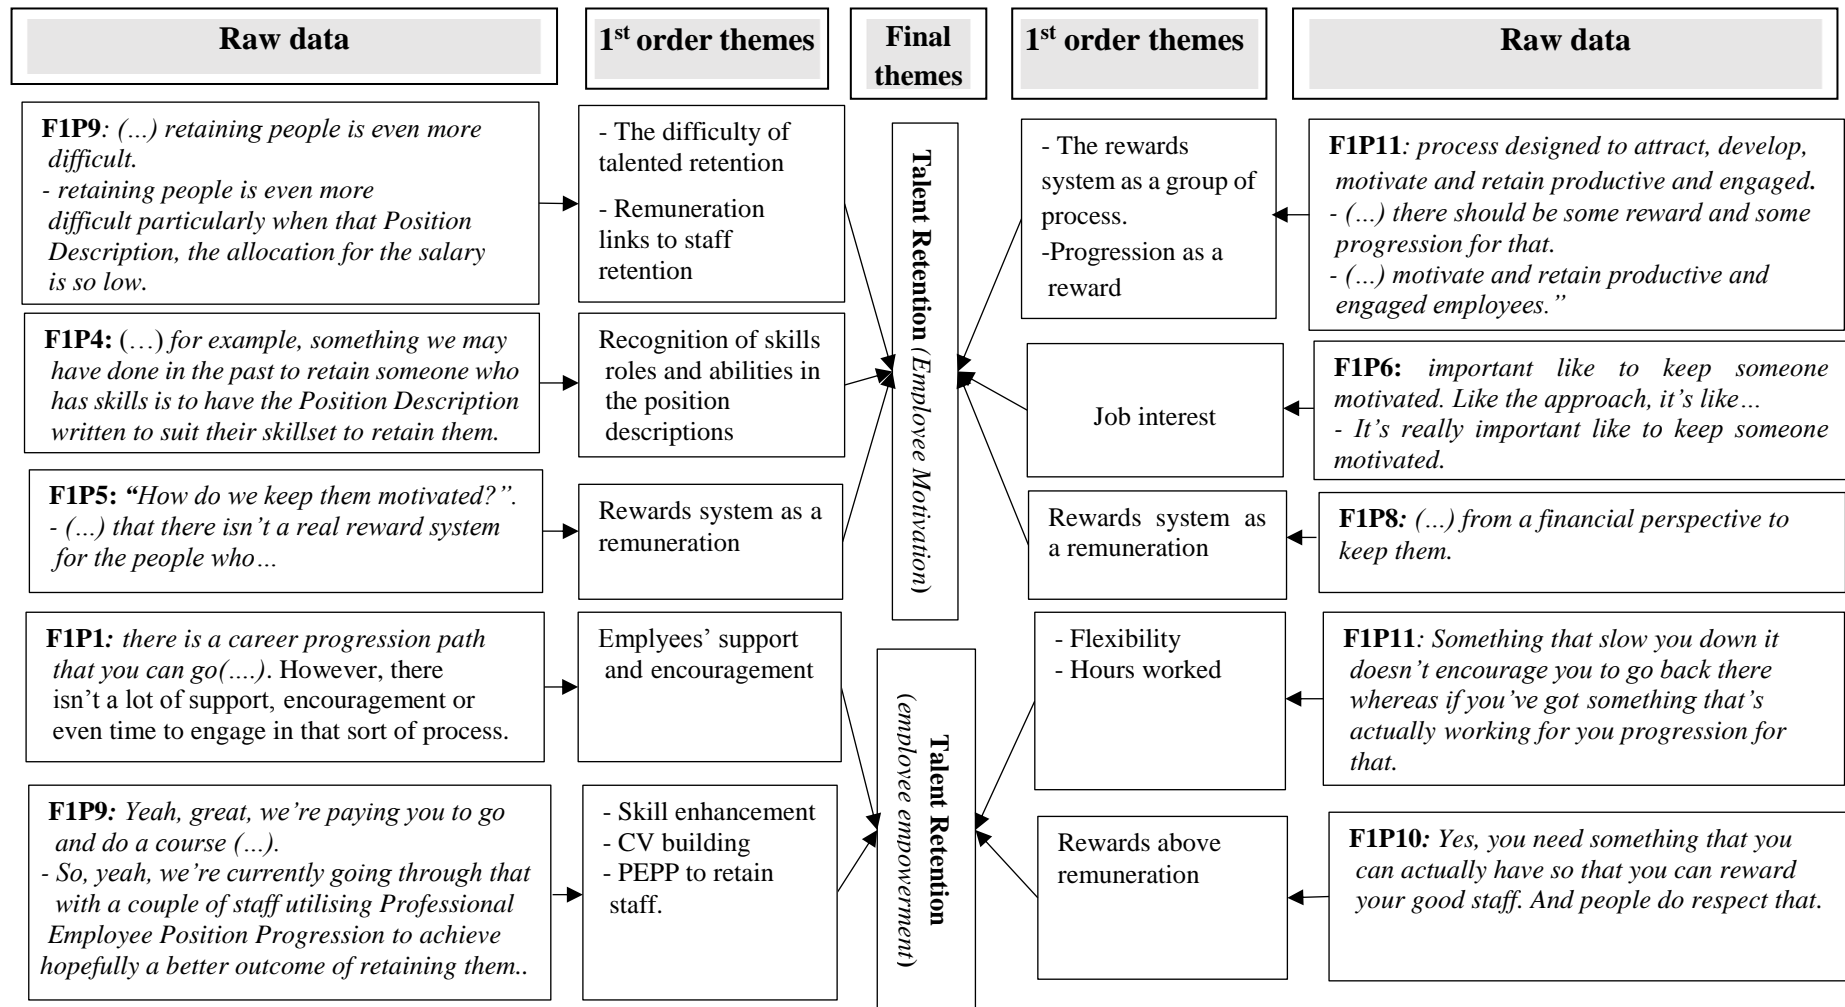 Raw data
1st order themes
Final
themes
1st order themes
Raw data
F1P9: (...) retaining people is even more
difficult.
- retaining people is even more
difficult particularly when that Position
Description, the allocation for the salary
is so low.
- The difficulty of
talented retention
- Remuneration
links to staff
retention
F1P4: (…) for example, something we may
have done in the past to retain someone who
has skills is to have the Position Description
written to suit their skillset to retain them.
Recognition of skills
roles and abilities in
the position
descriptions
F1P5: “How do we keep them motivated?”.
- (…) that there isn’t a real reward system
for the people who…
Rewards system as a
remuneration
Talent Retention (Employee Motivation)
- The rewards
system as a group of
process.
-Progression as a
reward
F1P11: process designed to attract, develop,
motivate and retain productive and engaged.
- (…) there should be some reward and some
progression for that.
- (…) motivate and retain productive and
engaged employees.”
Job interest
F1P6: important like to keep someone
motivated. Like the approach, it’s like…
- It’s really important like to keep someone
motivated.
Rewards system as
a remuneration
F1P8: (…) from a financial perspective to
keep them.
F1P1: there is a career progression path
that you can go(….). However, there
isn’t a lot of support, encouragement or
even time to engage in that sort of process.
Emplyees’ support
and encouragement
F1P9: Yeah, great, we’re paying you to go
and do a course (…).
- So, yeah, we’re currently going through that
with a couple of staff utilising Professional
Employee Position Progression to achieve
hopefully a better outcome of retaining them..
- Skill enhancement
- CV building
- PEPP to retain
staff.
Talent Retention
(employee empowerment)
- Flexibility
- Hours worked
F1P11: Something that slow you down it
doesn’t encourage you to go back there
whereas if you’ve got something that’s
actually working for you progression for
that.
Rewards above
remuneration
F1P10: Yes, you need something that you
can actually have so that you can reward
your good staff. And people do respect that.